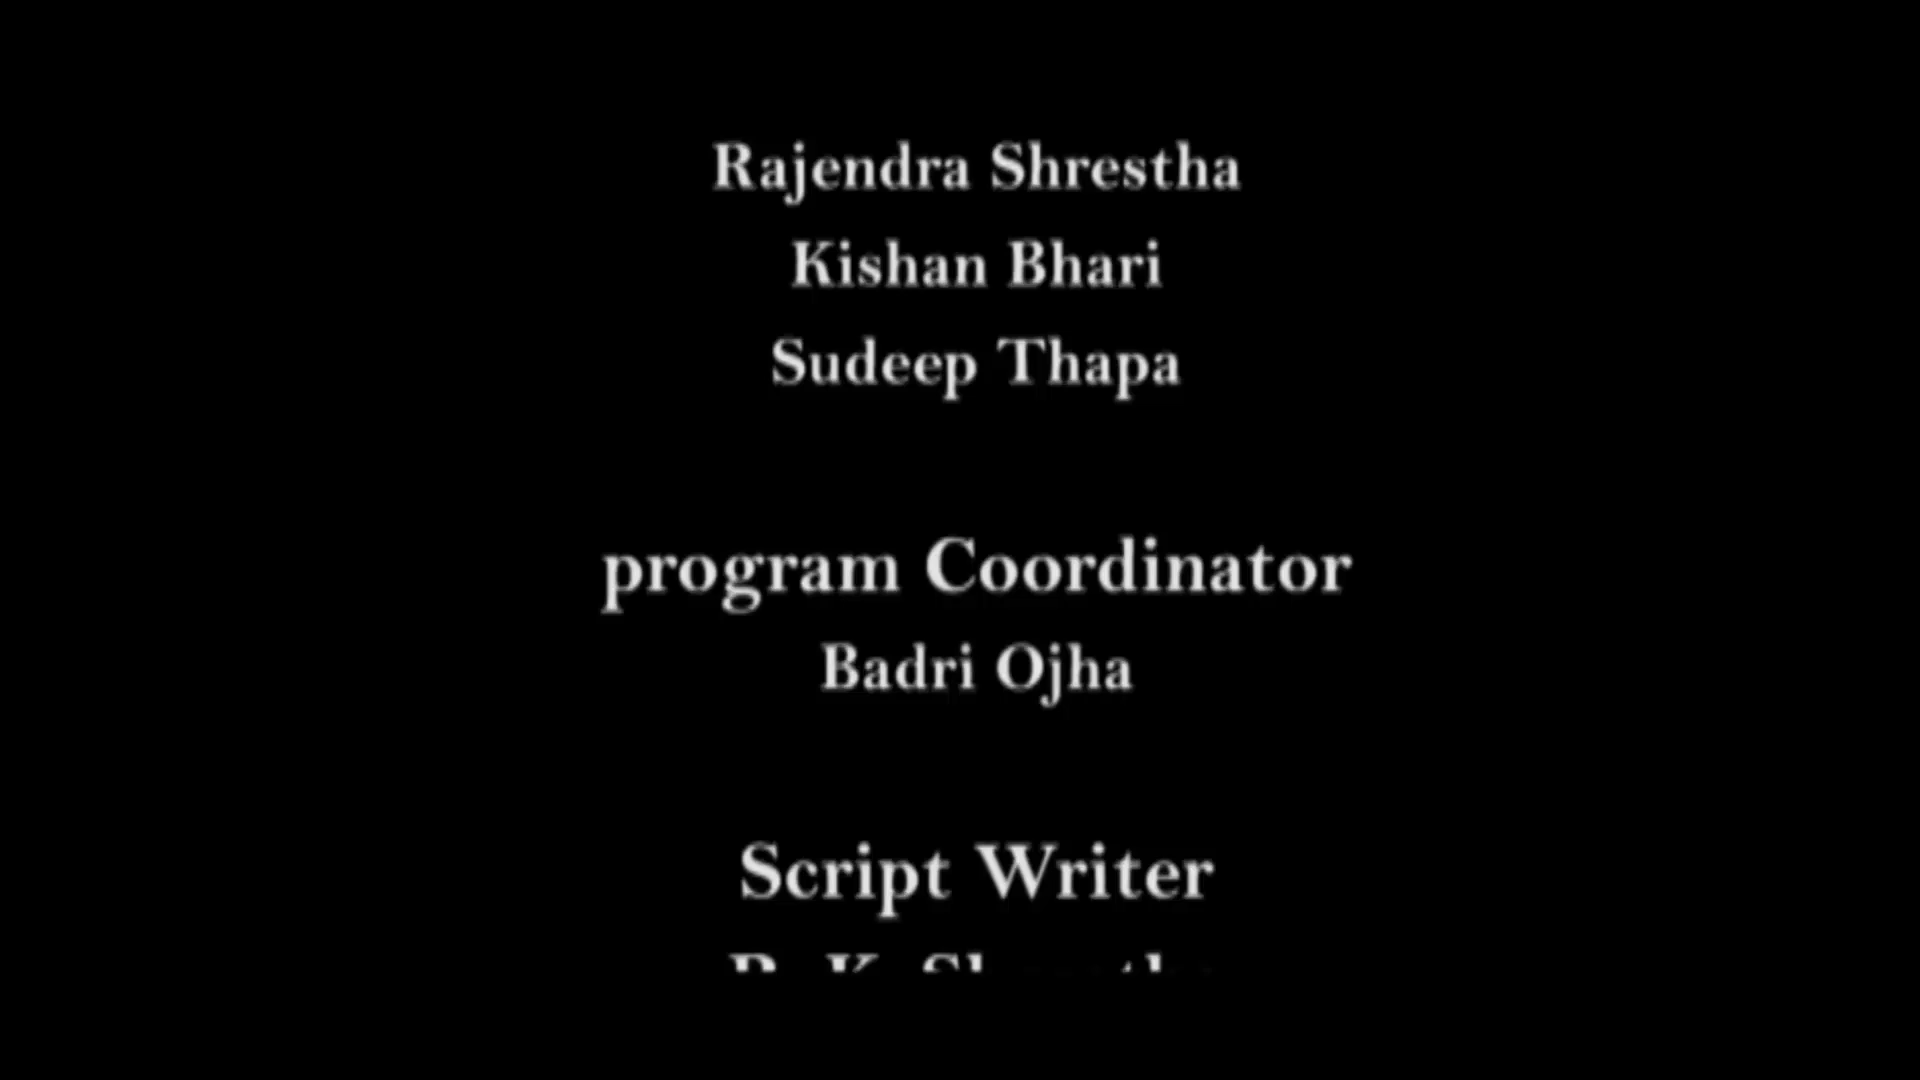 Rajendra Shrestha
Kishan Bhari
Sudeep Thapa
program Coordinator
Badri Ojha
Script Writer